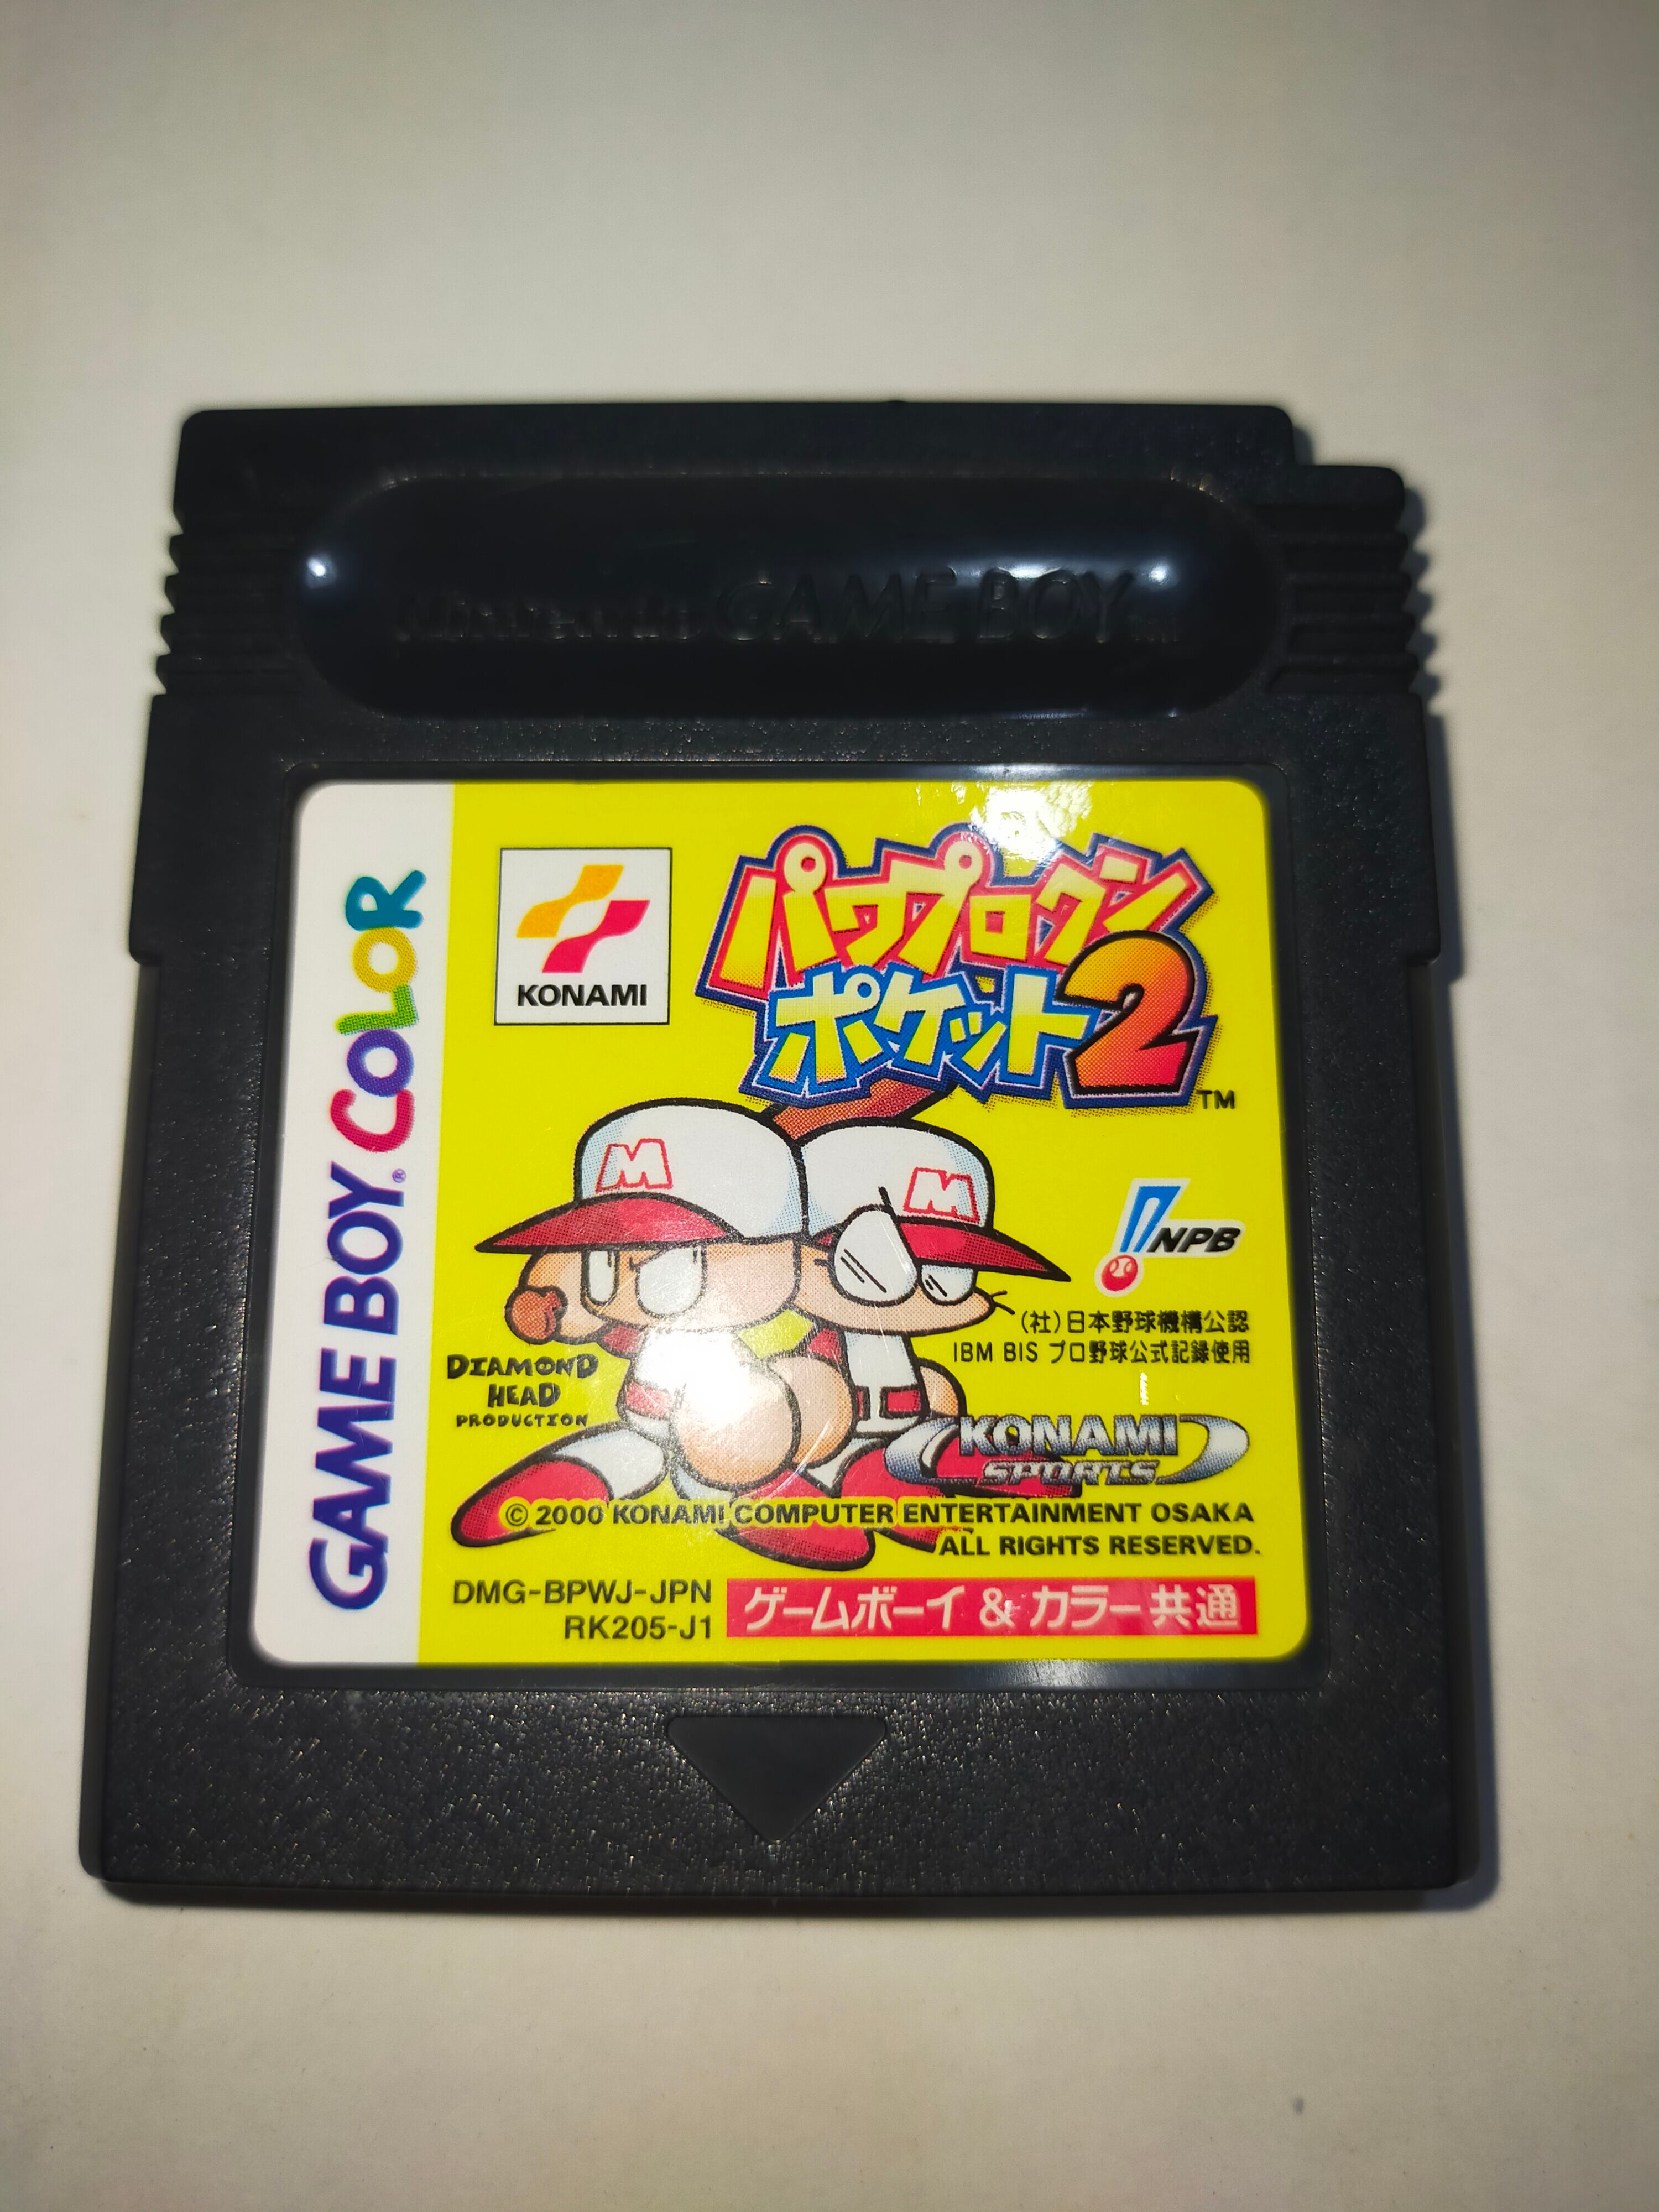 Nintendo GAME BOY TM
GAME BOY® COLOR
KONAMI
パワプロクン
ポケット2
TM
M
M
NPB
(社)日本野球機構公認
IBM BIS プロ野球公式記録使用
DIAMOND
HEAD
PRODUCTION
KONAMI
SPORTS
© 2000 KONAMI COMPUTER ENTERTAINMENT OSAKA
ALL RIGHTS RESERVED.
DMG-BPWJ-JPN
RK205-J1
ゲームボーイ & カラー共通